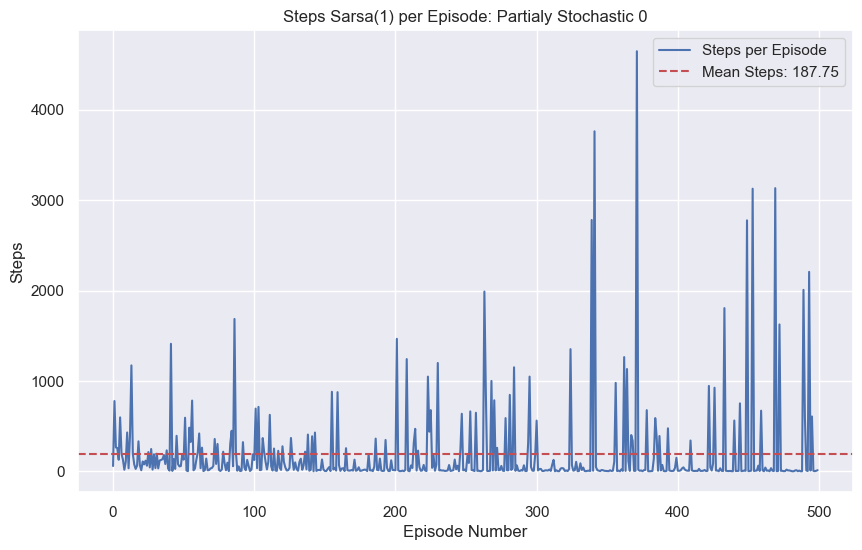 Steps Sarsa(1) per Episode: Partialy Stochastic 0
Steps per Episode
Mean Steps: 187.75
Steps
4000
3000
2000
1000
0
0 100 200 300 400 500
Episode Number